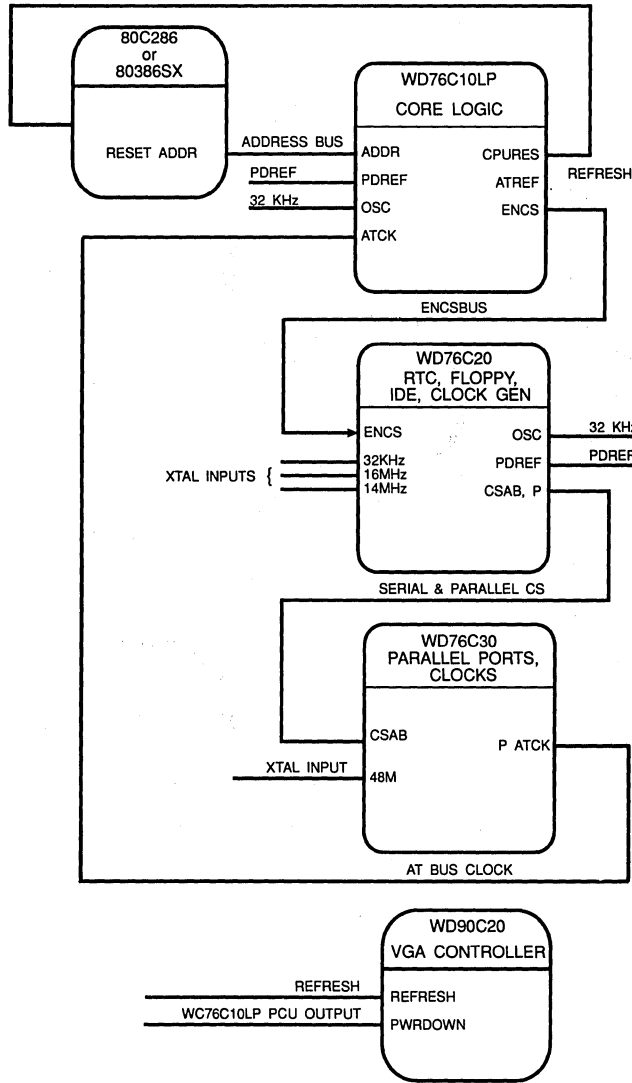 80C286
or
80386SX
RESET ADDR
ADDRESS BUS
PDREF
32 KHz
WD76C10LP
CORE LOGIC
ADDR
PDREF
OSC
ATCK
CPURES
ATREF
ENCS
REFRESH
ENCSBUS
WD76C20
RTC, FLOPPY,
IDE, CLOCK GEN
ENCS
32KHz
16MHz
14MHz
XTAL INPUTS {
OSC
PDREF
CSAB, P
32 KHz
PDREF
SERIAL & PARALLEL CS
WD76C30
PARALLEL PORTS,
CLOCKS
CSAB
P ATCK
XTAL INPUT
48M
AT BUS CLOCK
WD90C20
VGA CONTROLLER
REFRESH
REFRESH
WC76C10LP PCU OUTPUT
PWRDOWN